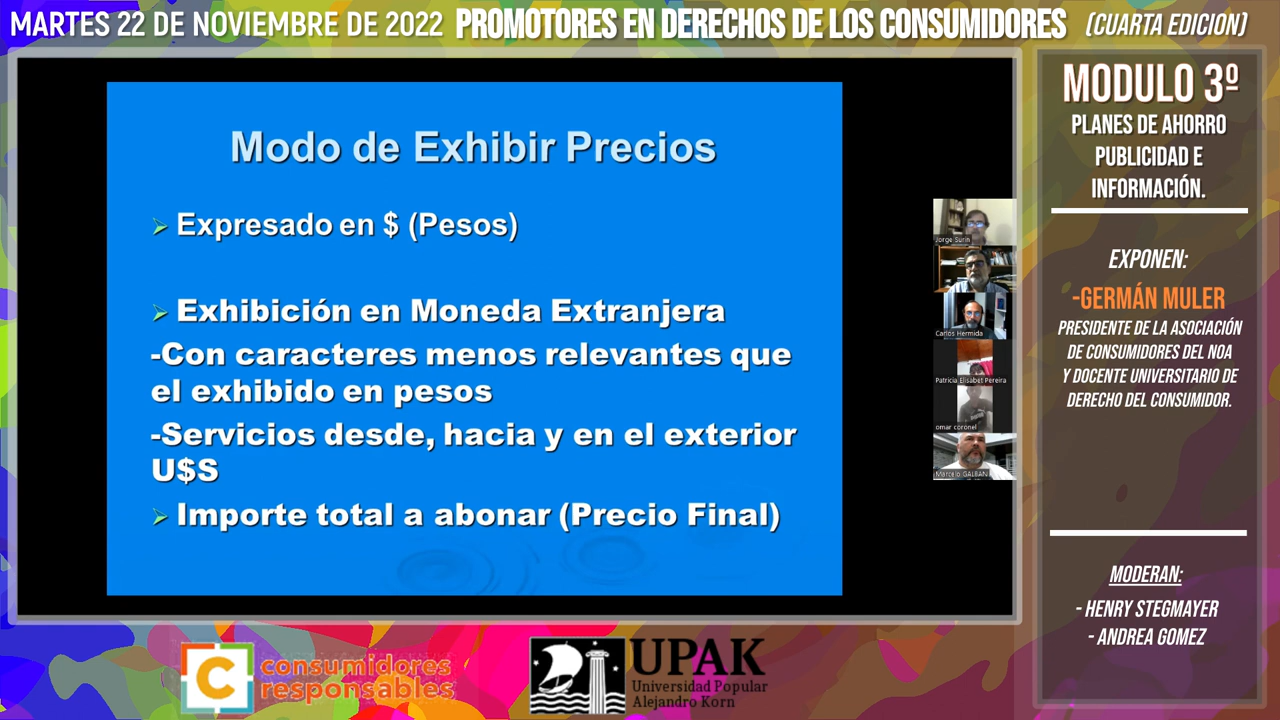 MARTES 22 DE NOVIEMBRE DE 2022 PROMOTORES EN DERECHOS DE LOS CONSUMIDORES (CUARTA EDICION)
Modo de Exhibir Precios
Expresado en $ (Pesos)
Exhibición en Moneda Extranjera
-Con caracteres menos relevantes que
el exhibido en pesos
-Servicios desde, hacia y en el exterior
U$S
Importe total a abonar (Precio Final)
Jorge Surin
Carlos Hermida
Patricia Elisabet Pereira
omar coronel
Marcelo GALBAN
MODULO 3º
PLANES DE AHORRO
PUBLICIDAD E
INFORMACIÓN.
EXPONEN:
-GERMÁN MULER
PRESIDENTE DE LA ASOCIACIÓN
DE CONSUMIDORES DEL NOA
Y DOCENTE UNIVERSITARIO DE
DERECHO DEL CONSUMIDOR.
MODERAN:
- HENRY STEGMAYER
- ANDREA GOMEZ
C
consumidores
responsables
UPAK
Universidad Popular
Alejandro Korn